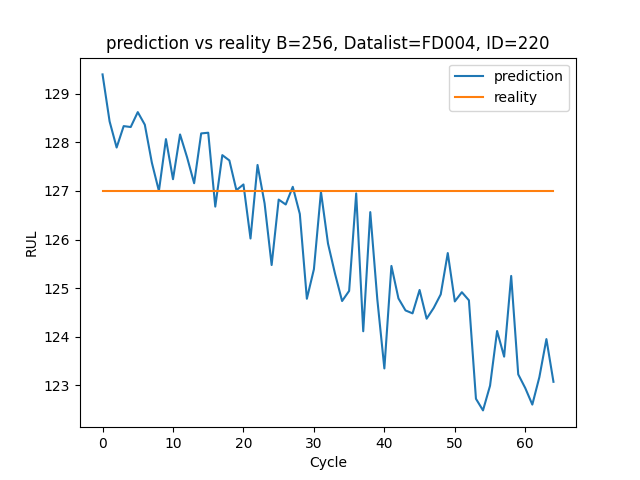 prediction vs reality B=256, Datalist=FD004, ID=220
prediction
reality
129
128
127
126
125
124
123
RUL
0 10 20 30 40 50 60
Cycle